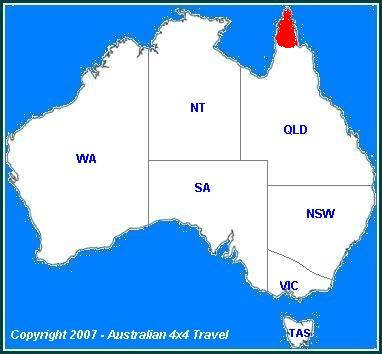 NT
QLD
WA
SA
NSW
VIC
TAS
Copyright 2007 - Australian 4x4 Travel